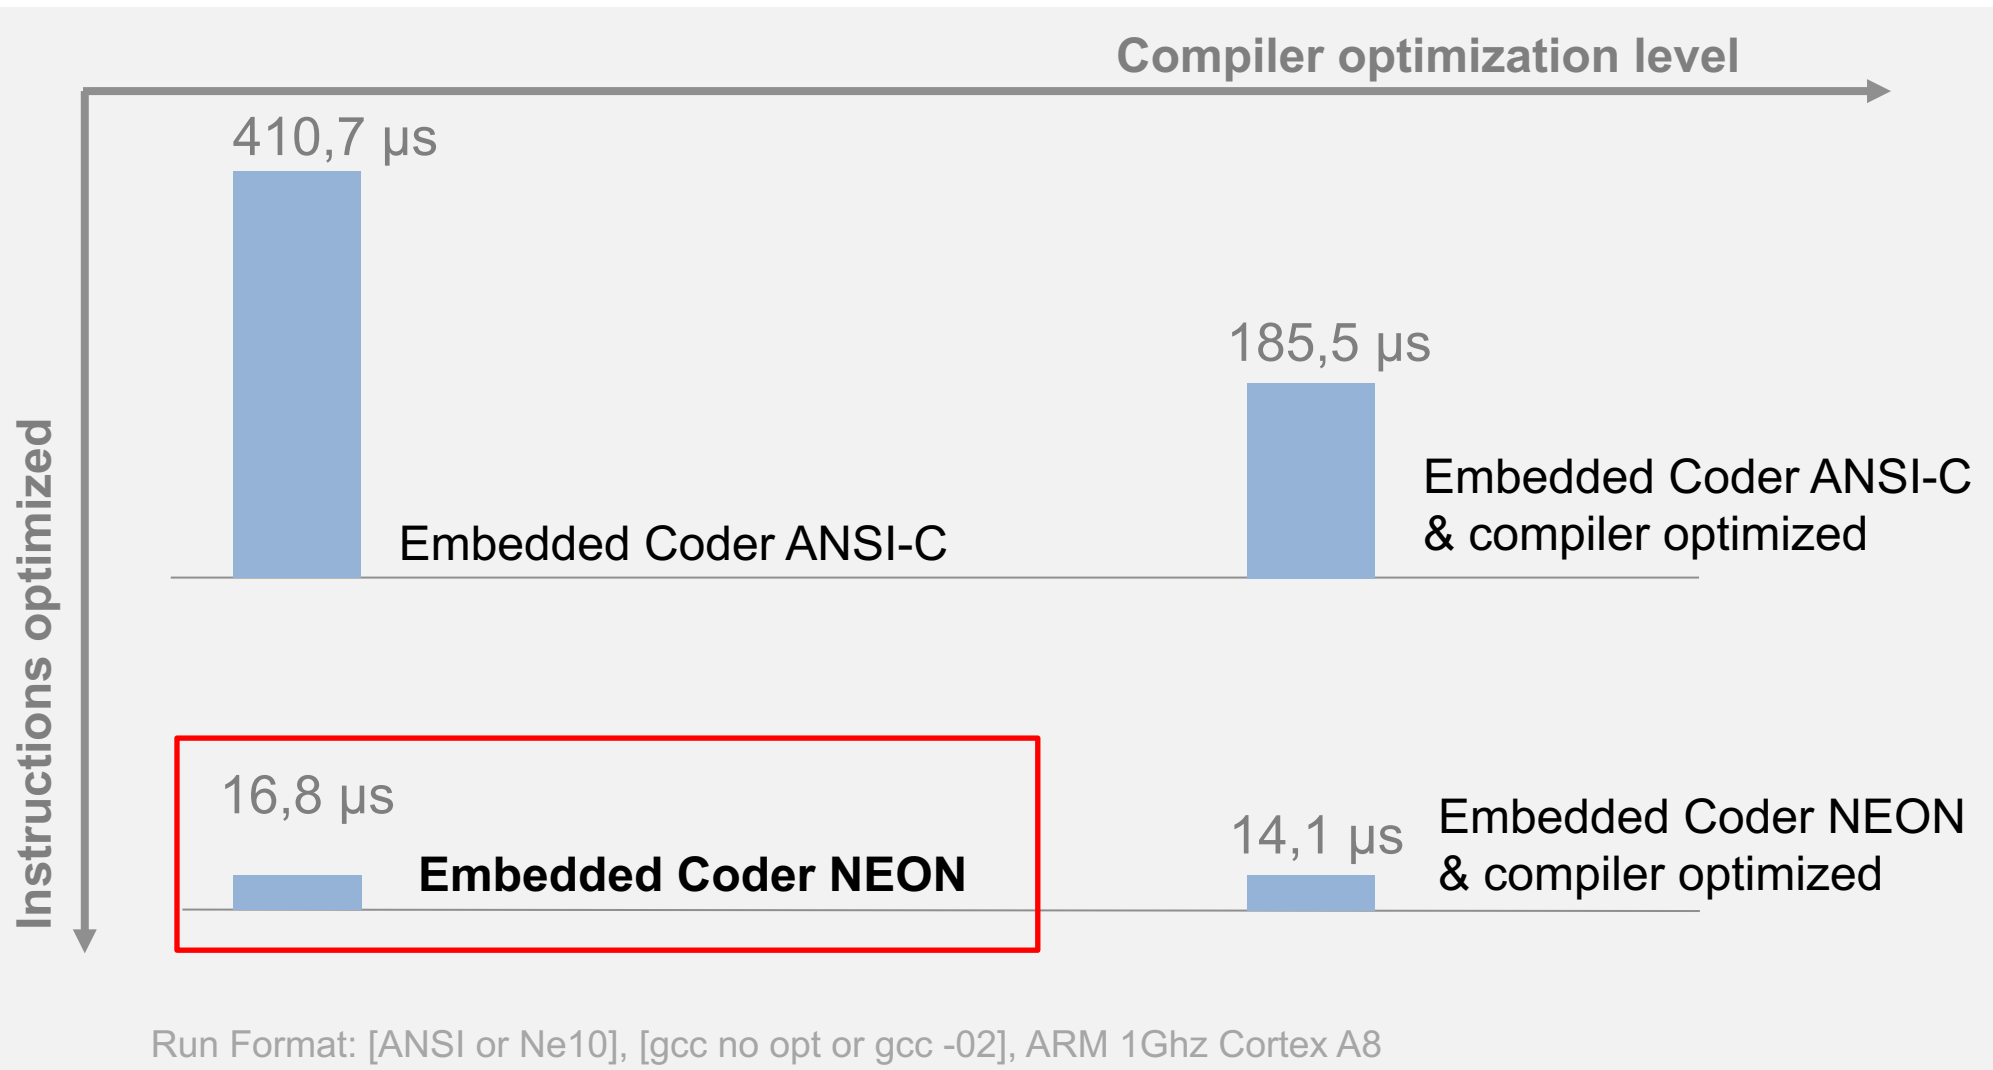 Compiler optimization level
410,7 µs
185,5 µs
Embedded Coder ANSI-C
Embedded Coder ANSI-C
& compiler optimized
Instructions optimized
16,8 µs
Embedded Coder NEON
14,1 µs
Embedded Coder NEON
& compiler optimized
Run Format: [ANSI or Ne10], [gcc no opt or gcc -02], ARM 1Ghz Cortex A8